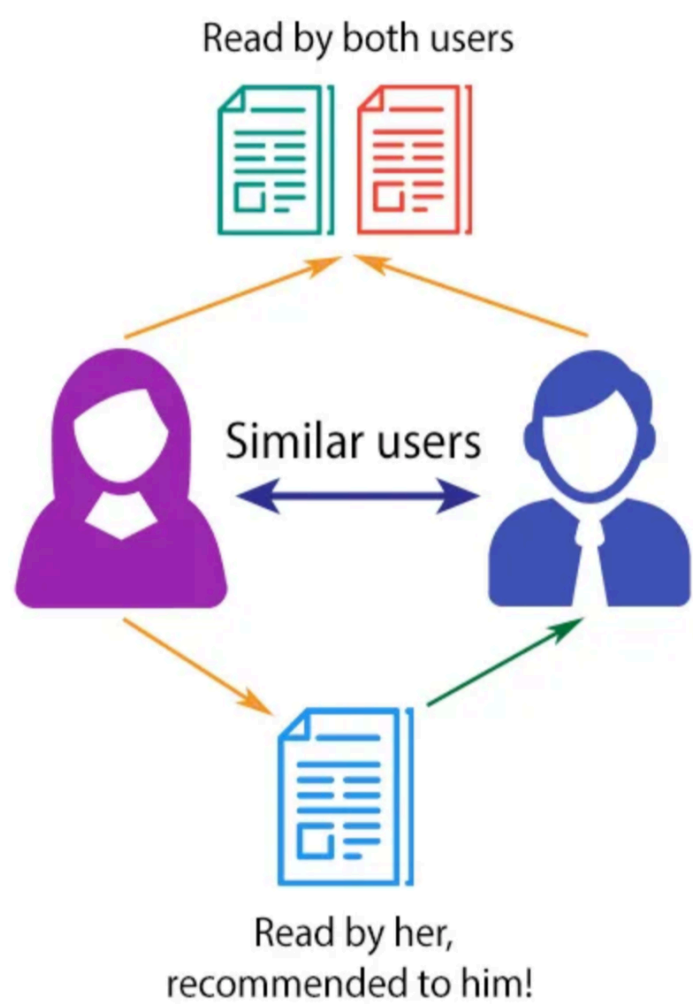 Read by both users
Similar users
Read by her,
recommended to him!